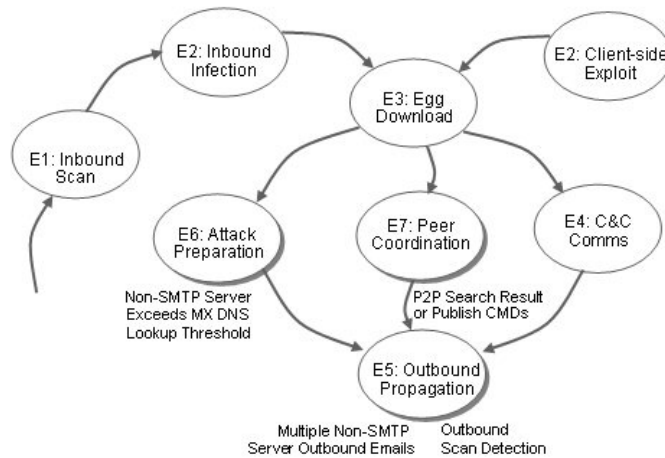 E2: Inbound
Infection
E2: Client-side
Exploit
E3: Egg
Download
E1: Inbound
Scan
E6: Attack
Preparation
E7: Peer
Coordination
E4: C&C
Comms
Non-SMTP Server
Exceeds MX DNS
Lookup Threshold
P2P Search Result
or Publish CMDs
E5: Outbound
Propagation
Multiple Non-SMTP
Server Outbound Emails
Outbound
Scan Detection